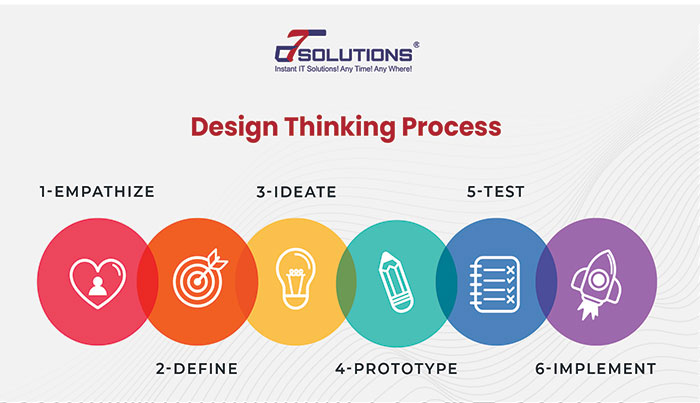 d7SOLUTIONS®
Instant IT Solutions! Any Time! Any Where!
Design Thinking Process
1-EMPATHIZE
3-IDEATE
5-TEST
2-DEFINE
4-PROTOTYPE
6-IMPLEMENT